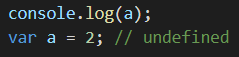 console.log(a);
var a = 2; // undefined